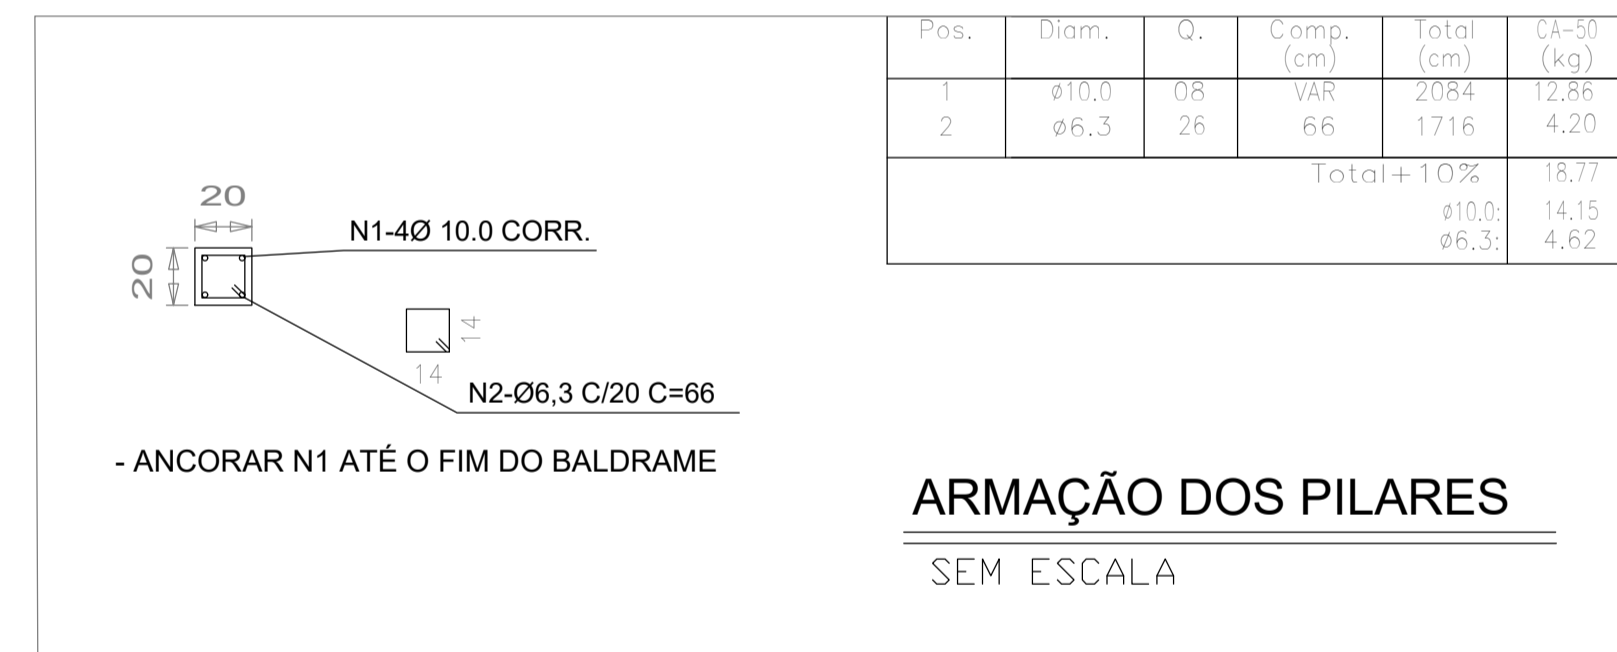 Pos. Diam. Q. Comp. (cm) Total (cm) CA-50 (kg)
1 ø10.0 08 VAR 2084 12.86
2 ø6.3 26 66 1716 4.20
Total+10% 18.77
ø10.0: 14.15
ø6.3: 4.62
20
20
N1-4Ø 10.0 CORR.
14
14
N2-Ø6,3 C/20 C=66
- ANCORAR N1 ATÉ O FIM DO BALDRAME
ARMAÇÃO DOS PILARES
SEM ESCALA